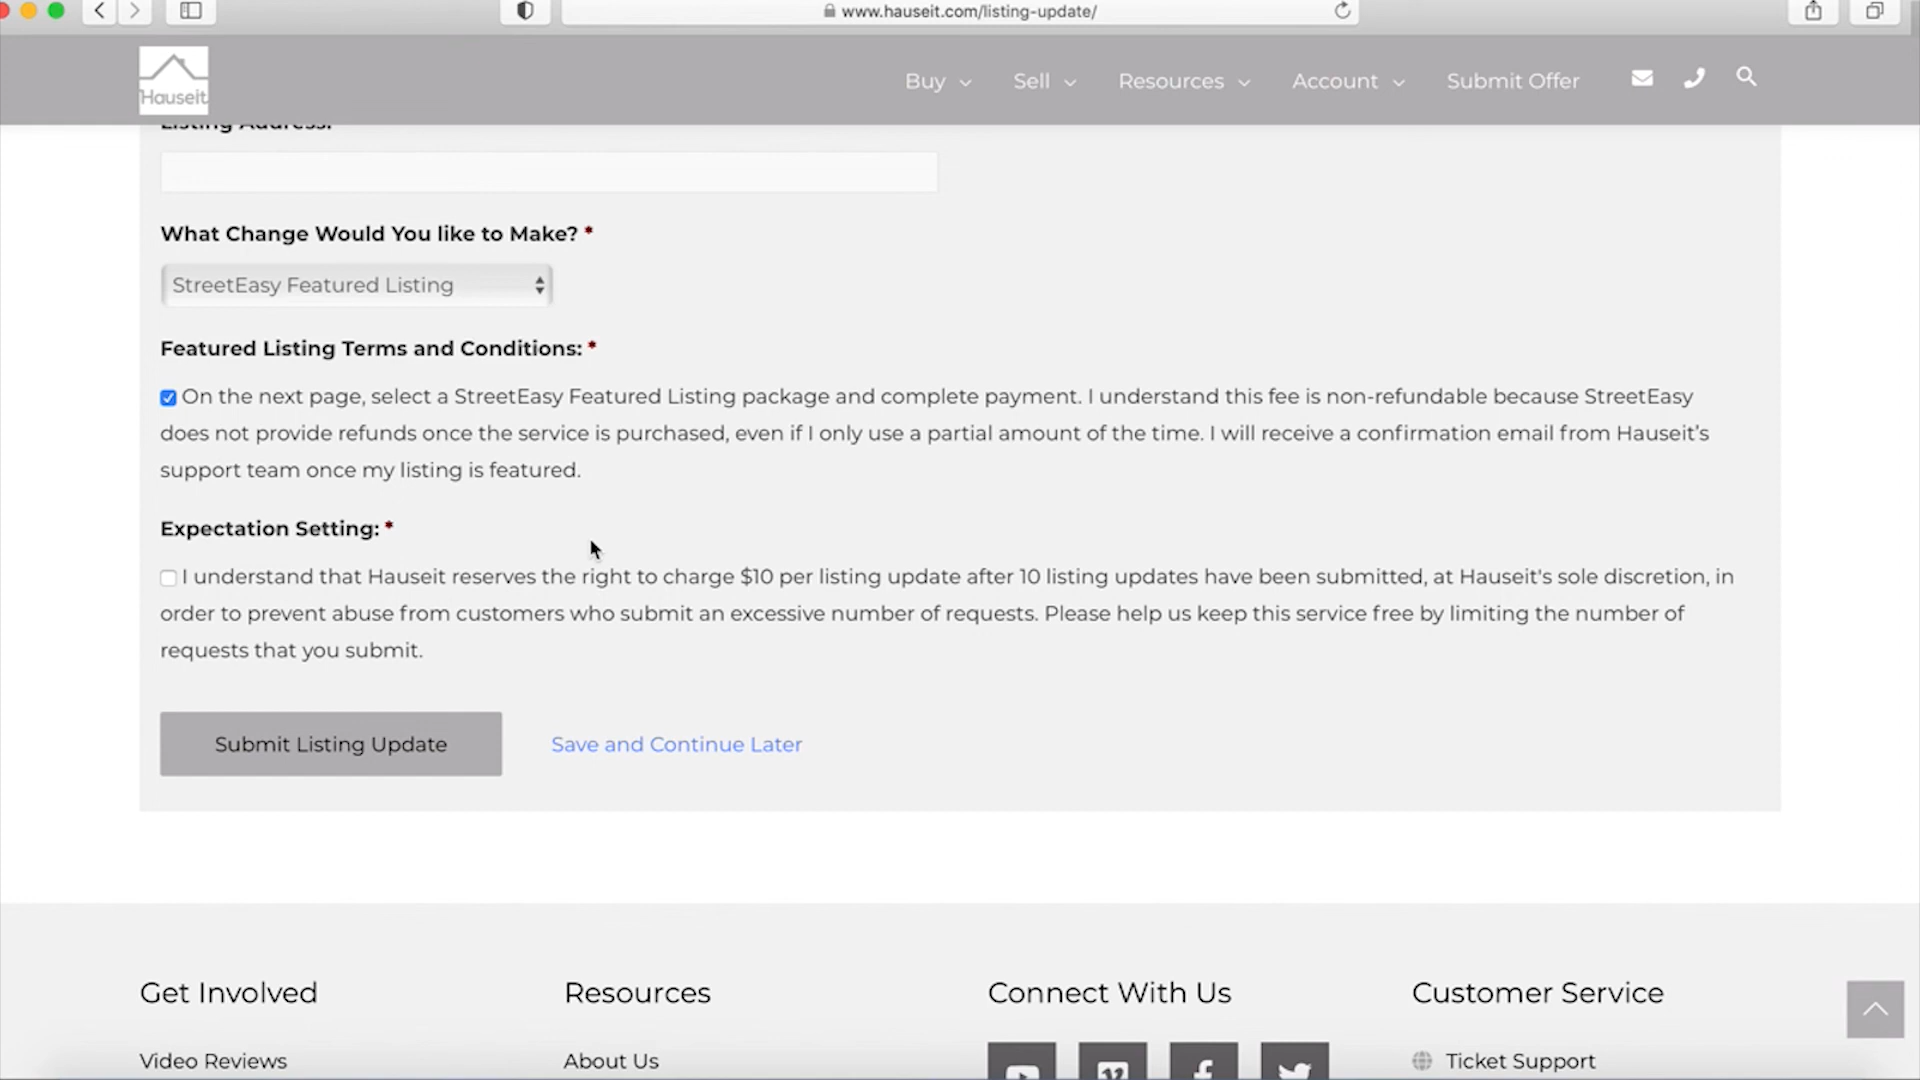 www.hauseit.com/listing-update/
Hauseit
Buy Sell Resources Account Submit Offer
Listing Address:
What Change Would You like to Make? *
StreetEasy Featured Listing
Featured Listing Terms and Conditions: *
On the next page, select a StreetEasy Featured Listing package and complete payment. I understand this fee is non-refundable because StreetEasy
does not provide refunds once the service is purchased, even if I only use a partial amount of the time. I will receive a confirmation email from Hauseit’s
support team once my listing is featured.
Expectation Setting: *
I understand that Hauseit reserves the right to charge $10 per listing update after 10 listing updates have been submitted, at Hauseit's sole discretion, in
order to prevent abuse from customers who submit an excessive number of requests. Please help us keep this service free by limiting the number of
requests that you submit.
Submit Listing Update Save and Continue Later
Get Involved Resources Connect With Us Customer Service
Video Reviews About Us Ticket Support